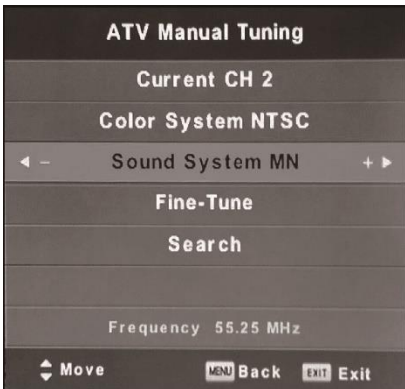 ATV Manual Tuning
Current CH 2
Color System NTSC
- Sound System MN +
Fine-Tune
Search
Frequency 55.25 MHz
Move MENU Back EXIT Exit